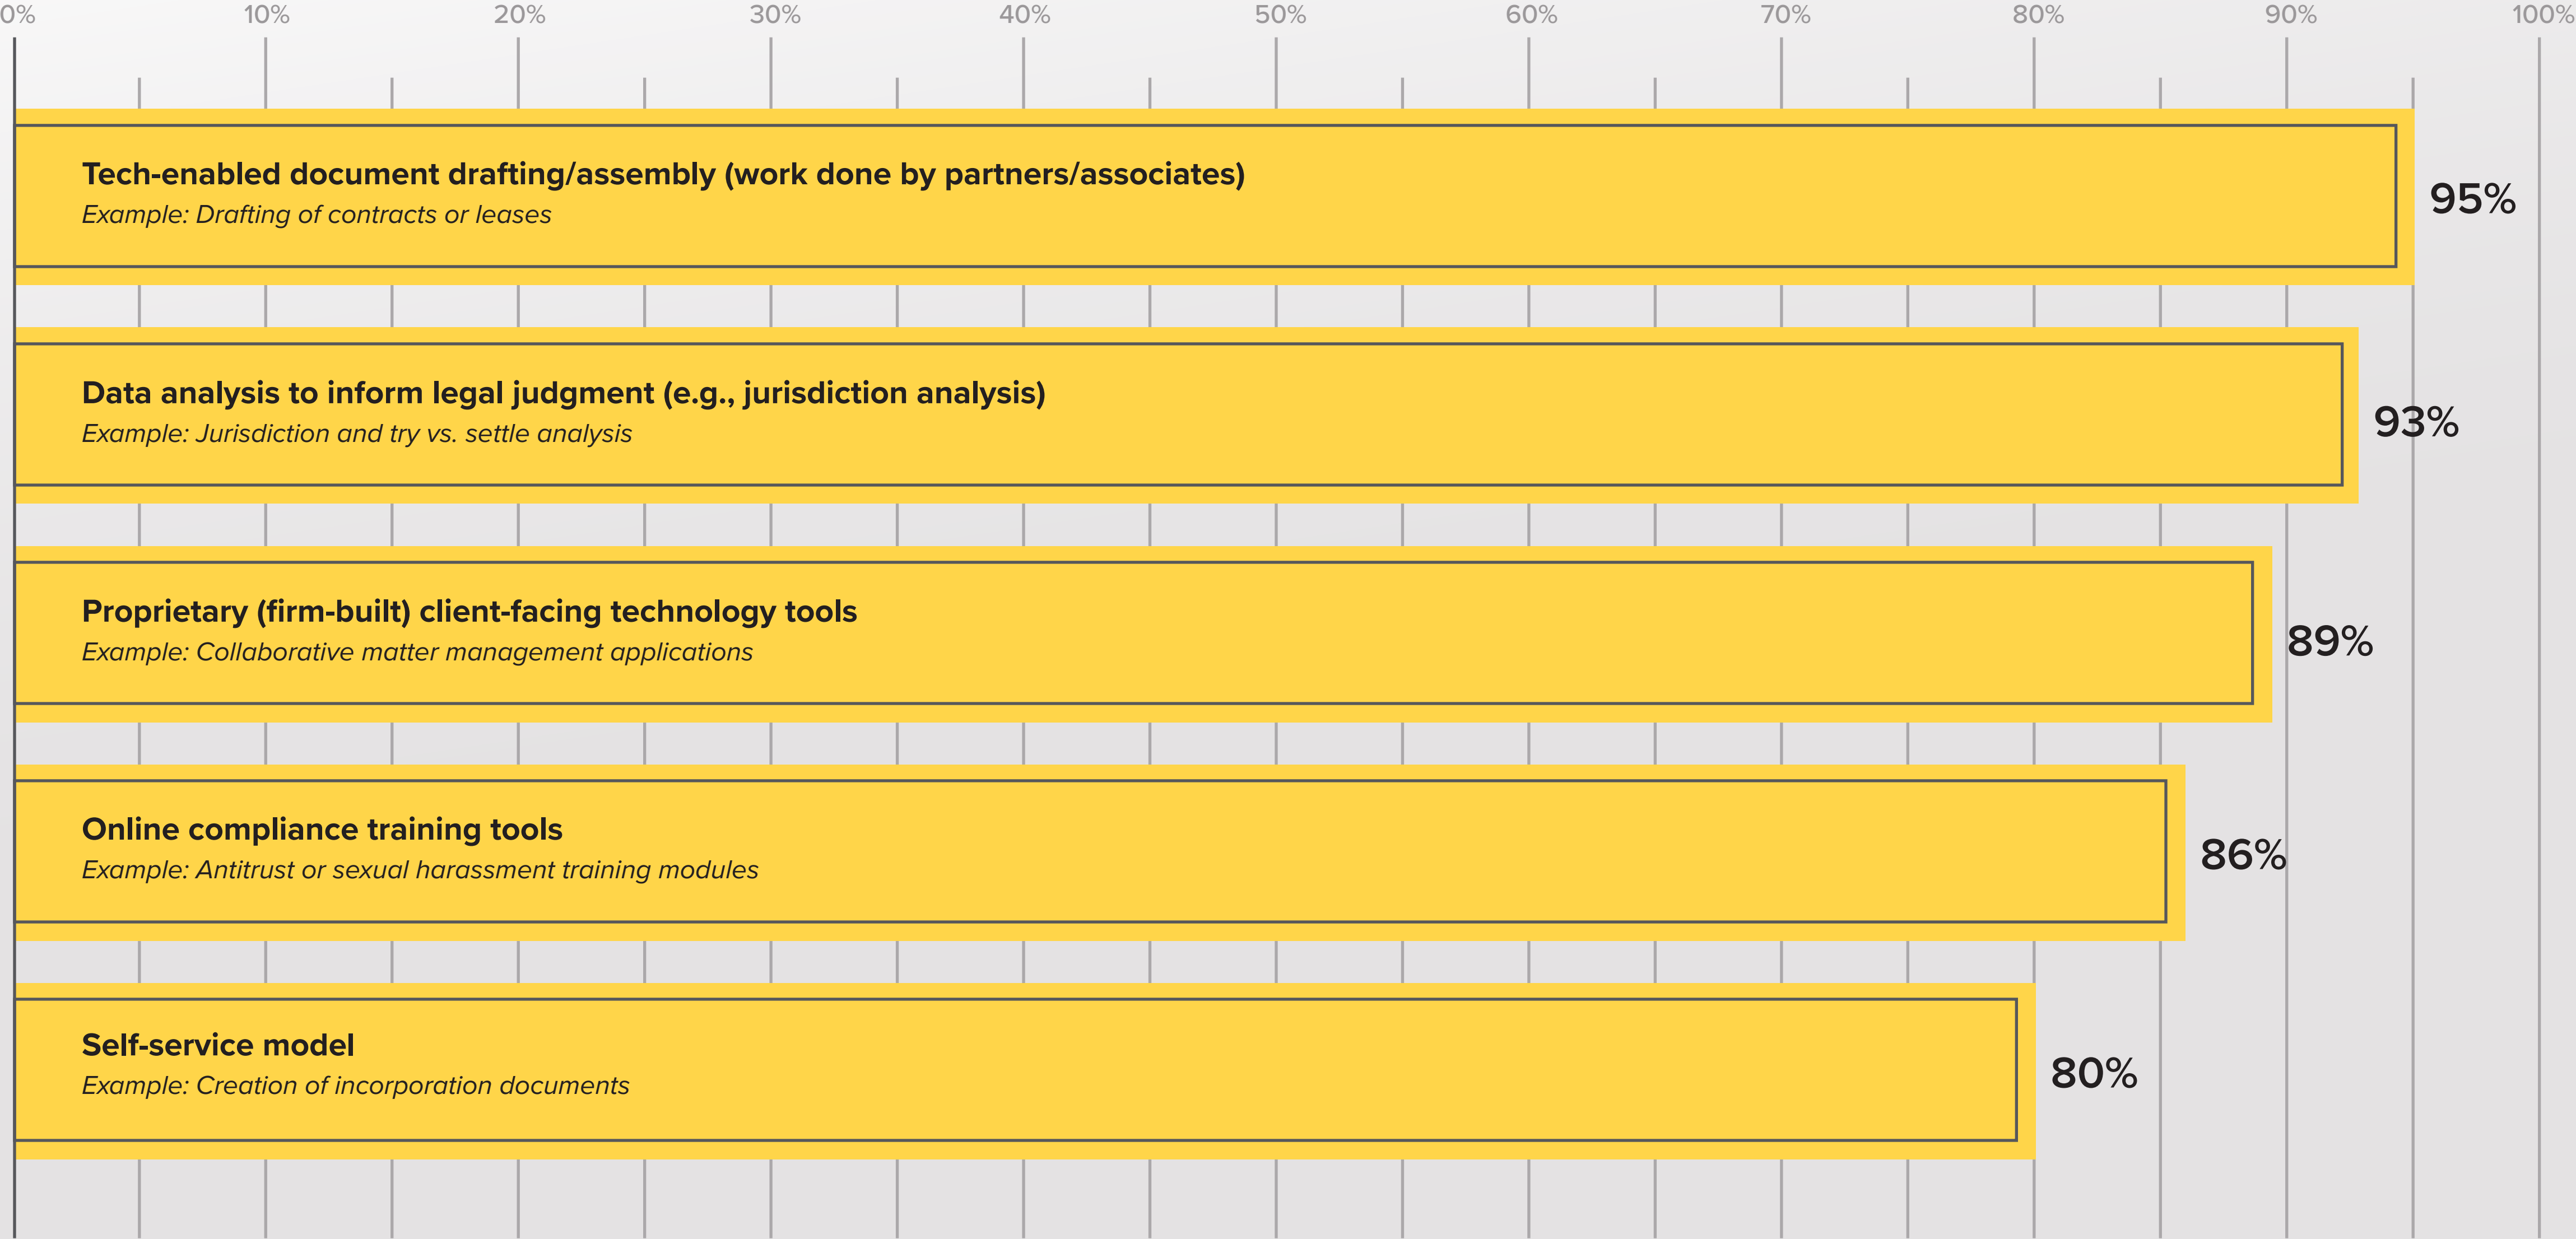 0% 10% 20% 30% 40% 50% 60% 70% 80% 90% 100%
Tech-enabled document drafting/assembly (work done by partners/associates)
Example: Drafting of contracts or leases
95%
Data analysis to inform legal judgment (e.g., jurisdiction analysis)
Example: Jurisdiction and try vs. settle analysis
93%
Proprietary (firm-built) client-facing technology tools
Example: Collaborative matter management applications
89%
Online compliance training tools
Example: Antitrust or sexual harassment training modules
86%
Self-service model
Example: Creation of incorporation documents
80%